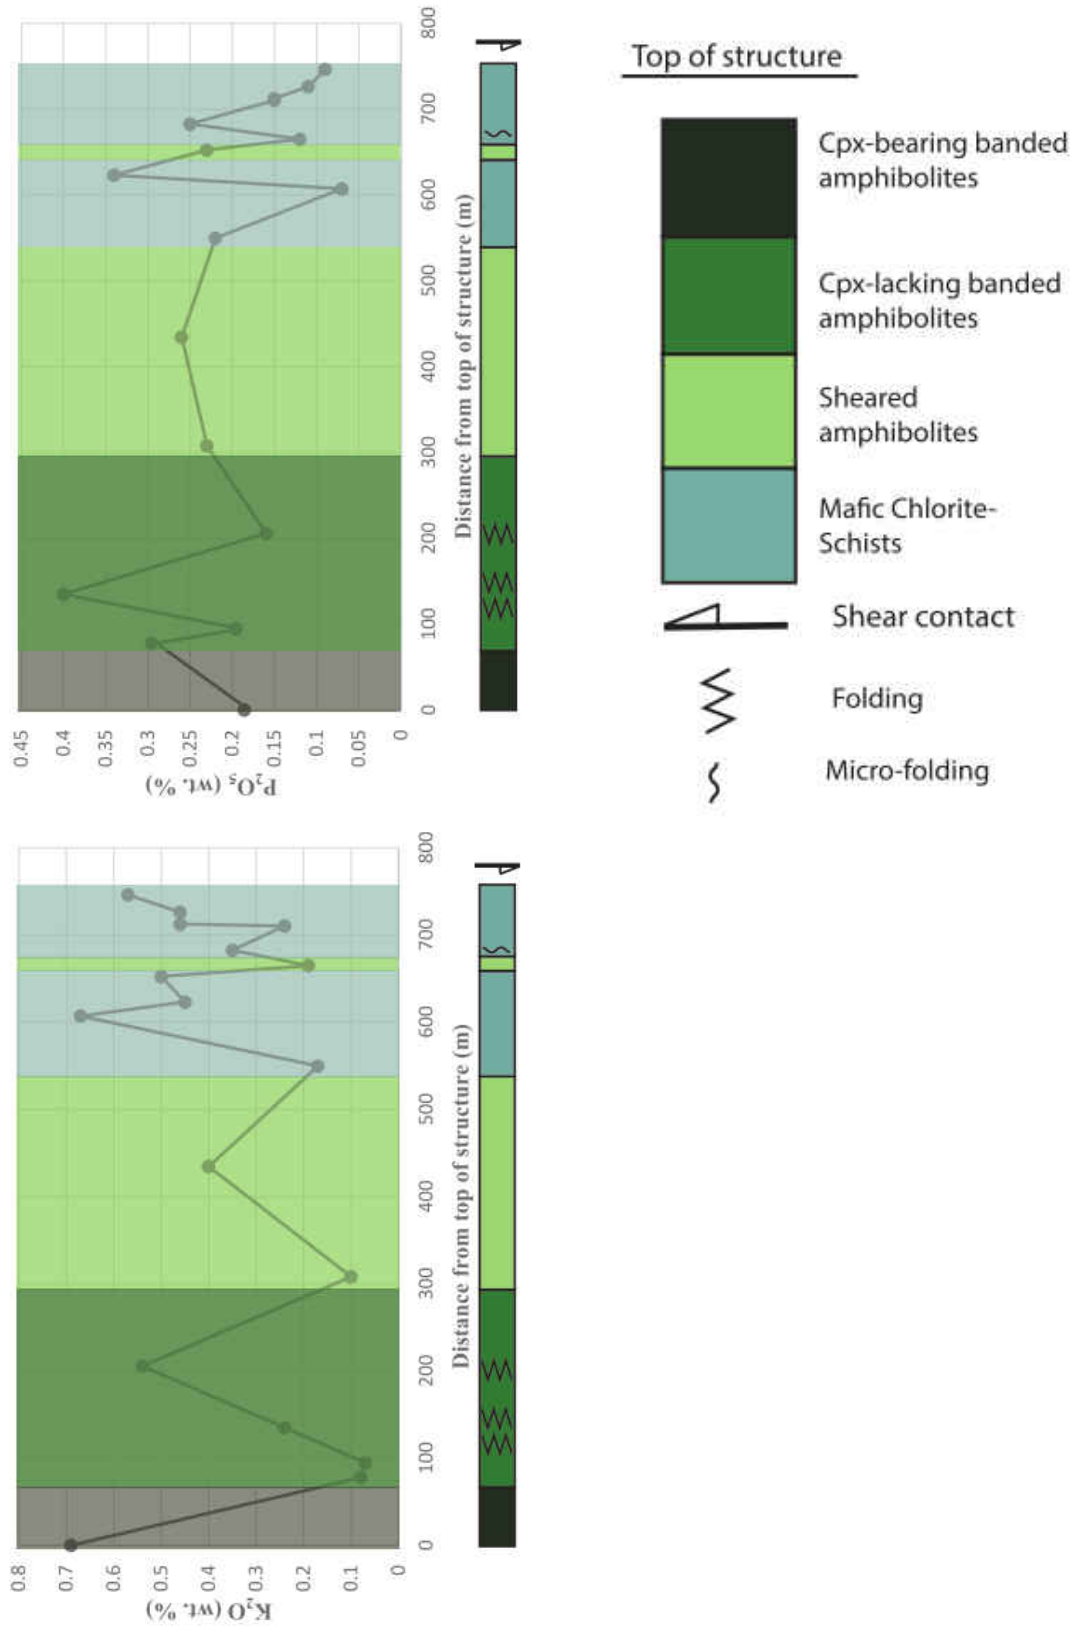 0.45
0.4
0.35
0.3
0.25
0.2
0.15
0.1
0.05
0
P₂O₅ (wt. %)
0
100
200
300
400
500
600
700
800
Distance from top of structure (m)
Top of structure
Cpx-bearing banded
amphibolites
Cpx-lacking banded
amphibolites
Sheared
amphibolites
Mafic Chlorite-
Schists
Shear contact
Folding
Micro-folding
0.8
0.7
0.6
0.5
0.4
0.3
0.2
0.1
0
K₂O (wt. %)
0
100
200
300
400
500
600
700
800
Distance from top of structure (m)